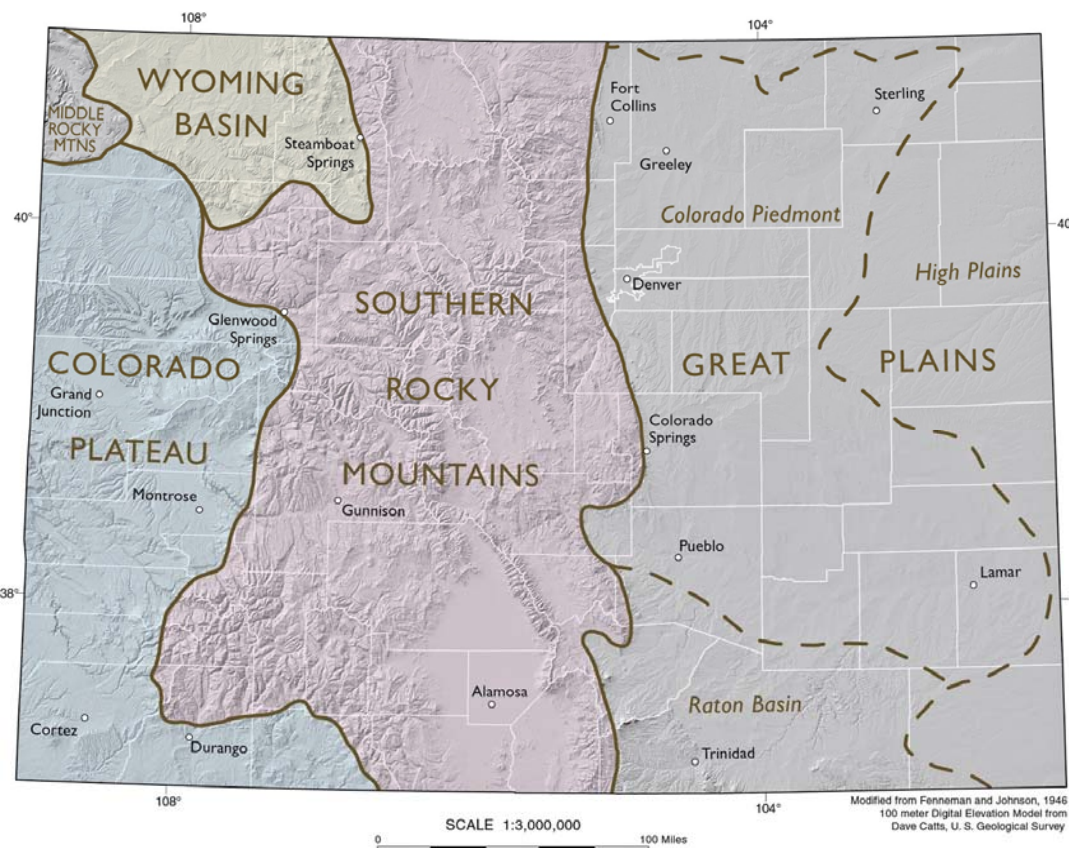 108°
104°
WYOMING
BASIN
MIDDLE
ROCKY
MTNS
Steamboat
Springs
Fort
Collins
Sterling
Greeley
40°
40
Colorado Piedmont
High Plains
Denver
SOUTHERN
ROCKY
MOUNTAINS
Glenwood
Springs
COLORADO
PLATEAU
Grand
Junction
GREAT PLAINS
Colorado
Springs
Montrose
Gunnison
Pueblo
Lamar
38°
Alamosa
Raton Basin
Cortez
Durango
Trinidad
108°
104°
Modified from Fenneman and Johnson, 1946
100 meter Digital Elevation Model from
Dave Catts, U. S. Geological Survey
SCALE 1:3,000,000
0 100 Miles